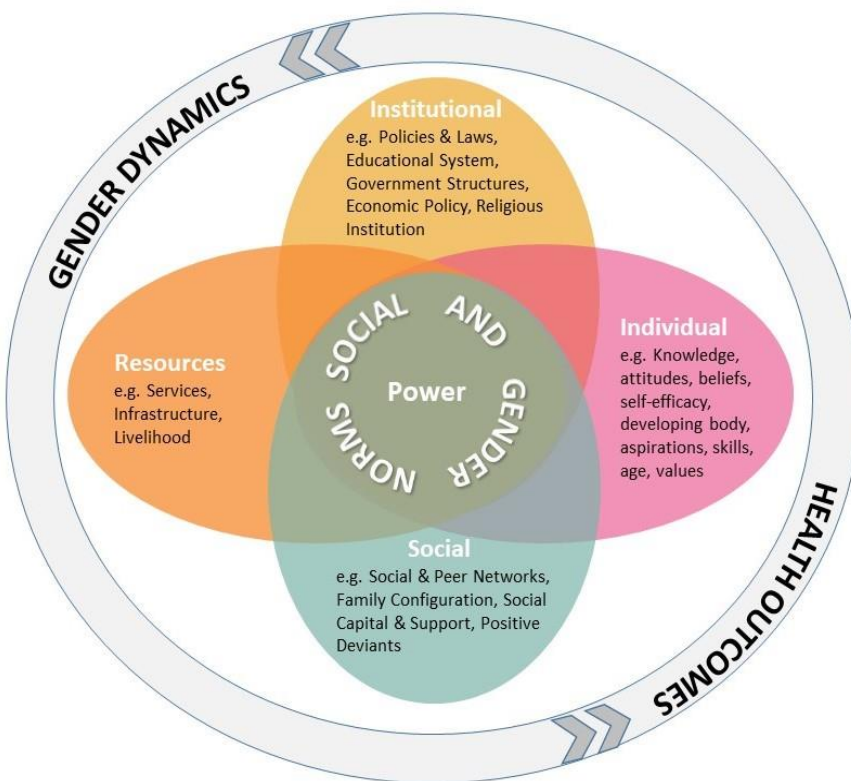 GENDER DYNAMICS
Institutional
e.g. Policies & Laws,
Educational System,
Government Structures,
Economic Policy, Religious
Institution
Resources
e.g. Services,
Infrastructure,
Livelihood
SOCIAL AND GENDER NORMS
Power
Individual
e.g. Knowledge,
attitudes, beliefs,
self-efficacy,
developing body,
aspirations, skills,
age, values
Social
e.g. Social & Peer Networks,
Family Configuration, Social
Capital & Support, Positive
Deviants
HEALTH OUTCOMES